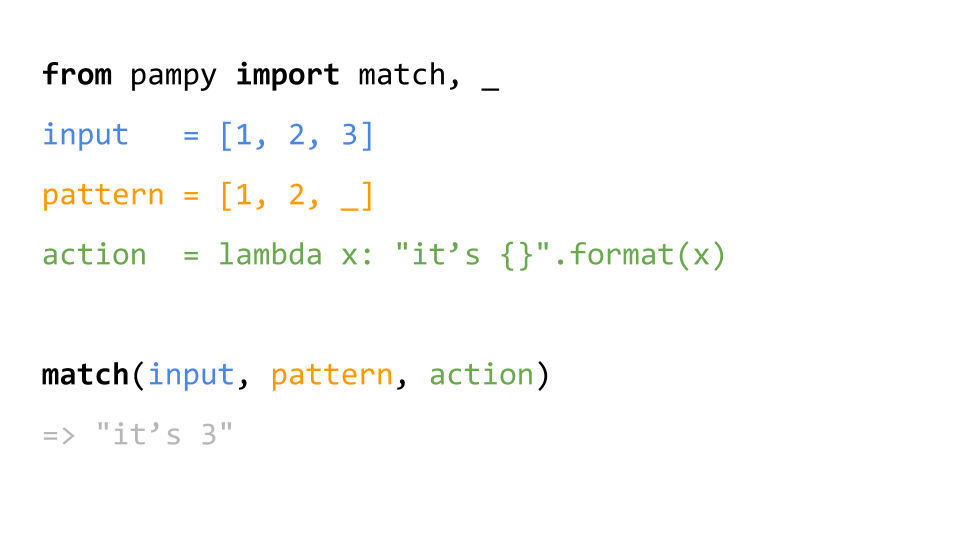 from pampy import match, _
input   = [1, 2, 3]
pattern = [1, 2, _]
action  = lambda x: "it’s {}".format(x)
match(input, pattern, action)
=> "it’s 3"